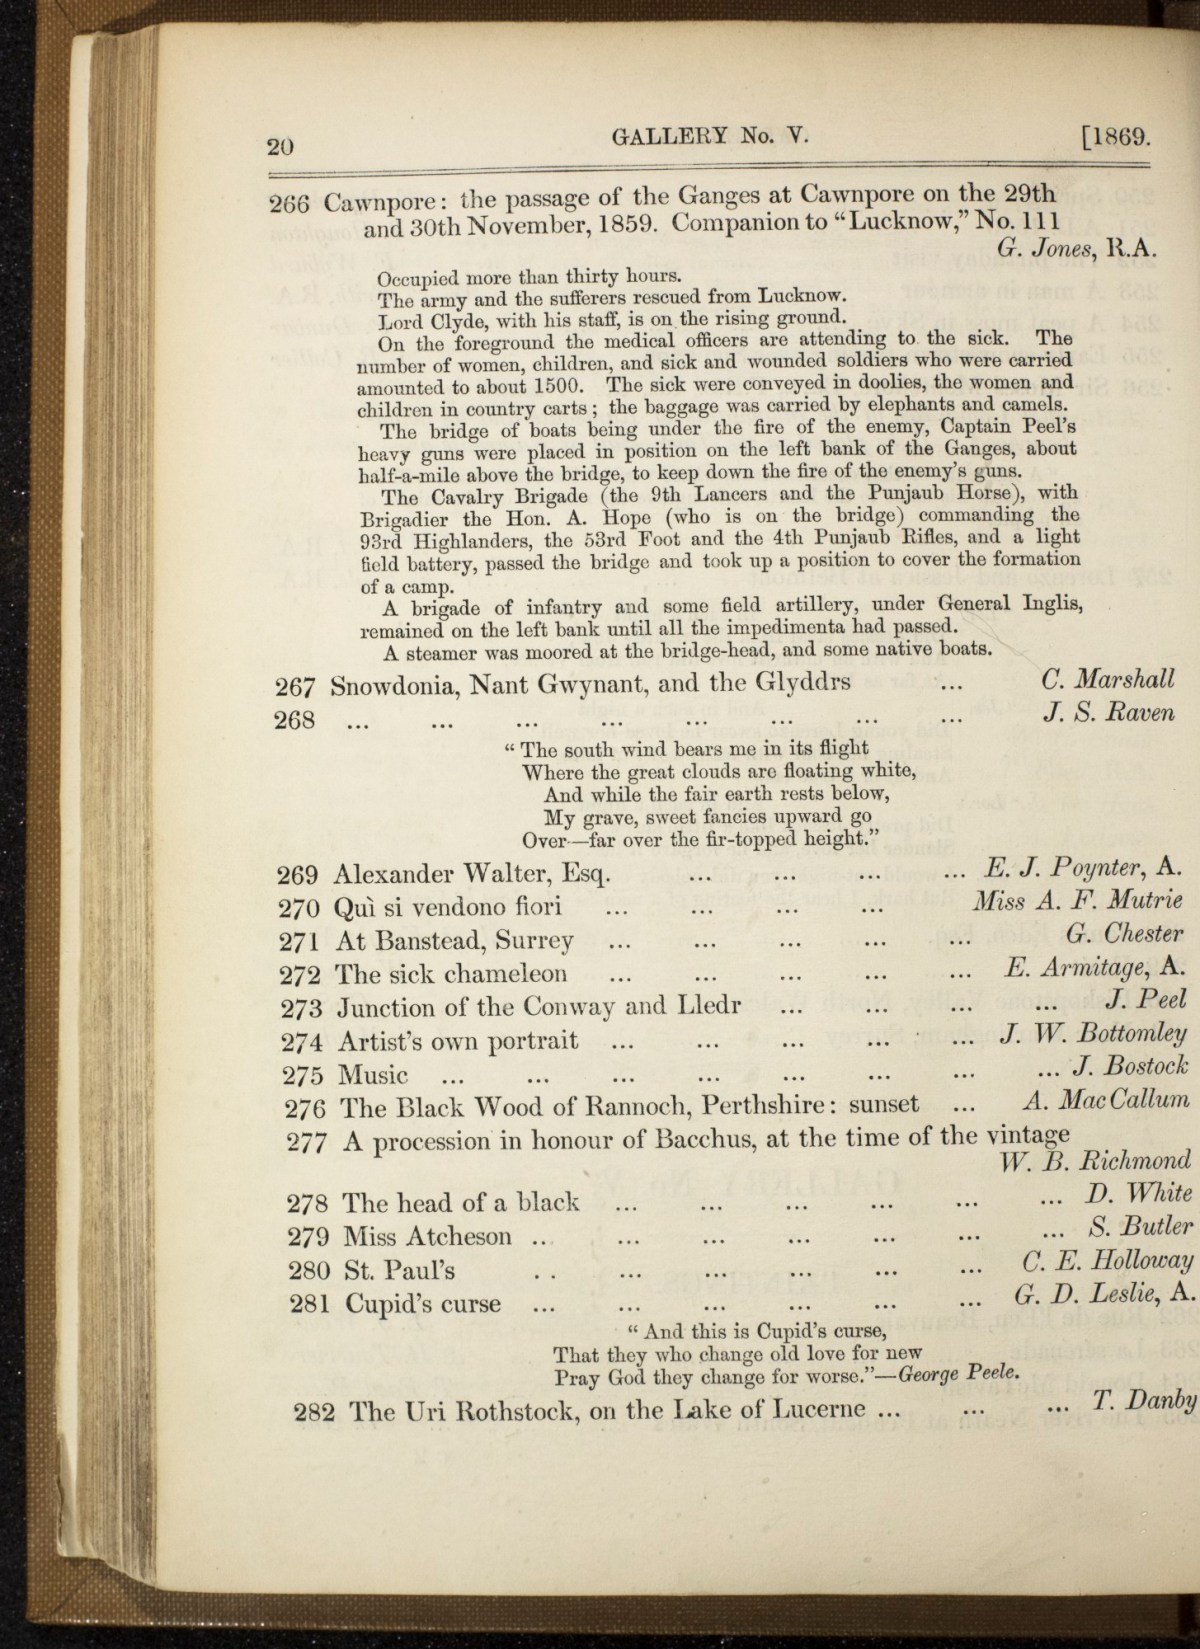 20 GALLERY No. V. [1869.
266 Cawnpore: the passage of the Ganges at Cawnpore on the 29th
and 30th November, 1859. Companion to “Lucknow,” No. 111
G. Jones, R.A.
Occupied more than thirty hours.
The army and the sufferers rescued from Lucknow.
Lord Clyde, with his staff, is on the rising ground.
On the foreground the medical officers are attending to the sick. The
number of women, children, and sick and wounded soldiers who were carried
amounted to about 1500. The sick were conveyed in doolies, the women and
children in country carts; the baggage was carried by elephants and camels.
The bridge of boats being under the fire of the enemy, Captain Peel’s
heavy guns were placed in position on the left bank of the Ganges, about
half-a-mile above the bridge, to keep down the fire of the enemy’s guns.
The Cavalry Brigade (the 9th Lancers and the Punjaub Horse), with
Brigadier the Hon. A. Hope (who is on the bridge) commanding the
93rd Highlanders, the 53rd Foot and the 4th Punjaub Rifles, and a light
field battery, passed the bridge and took up a position to cover the formation
of a camp.
A brigade of infantry and some field artillery, under General Inglis,
remained on the left bank until all the impedimenta had passed.
A steamer was moored at the bridge-head, and some native boats.
267 Snowdonia, Nant Gwynant, and the Glyddrs ... C. Marshall
268 ... ... ... ... ... ... ... ... J. S. Raven
“The south wind bears me in its flight
Where the great clouds are floating white,
And while the fair earth rests below,
My grave, sweet fancies upward go
Over—far over the fir-topped height.”
269 Alexander Walter, Esq. ... ... ... ... E. J. Poynter, A.
270 Quì si vendono fiori ... ... ... ... Miss A. F. Mutrie
271 At Banstead, Surrey ... ... ... ... ... G. Chester
272 The sick chameleon ... ... ... ... ... E. Armitage, A.
273 Junction of the Conway and Lledr ... ... ... ... J. Peel
274 Artist’s own portrait ... ... ... ... ... J. W. Bottomley
275 Music ... ... ... ... ... ... ... ... J. Bostock
276 The Black Wood of Rannoch, Perthshire: sunset ... A. MacCallum
277 A procession in honour of Bacchus, at the time of the vintage
W. B. Richmond
278 The head of a black ... ... ... ... ... ... D. White
279 Miss Atcheson .. ... ... ... ... ... ... S. Butler
280 St. Paul’s .. ... ... ... ... ... C. E. Holloway
281 Cupid’s curse ... ... ... ... ... ... G. D. Leslie, A.
“And this is Cupid’s curse,
That they who change old love for new
Pray God they change for worse.”—George Peele.
282 The Uri Rothstock, on the Lake of Lucerne ... ... ... T. Danby